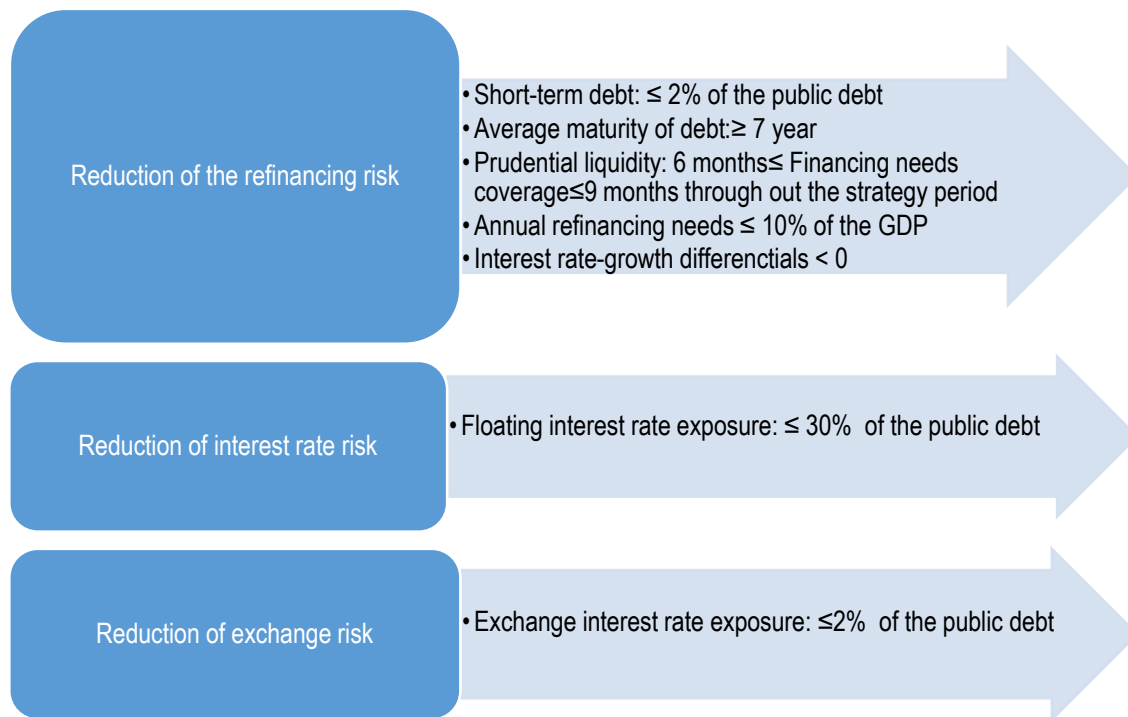 Reduction of the refinancing risk
• Short-term debt: ≤ 2% of the public debt
• Average maturity of debt:≥ 7 year
• Prudential liquidity: 6 months≤ Financing needs
coverage≤9 months through out the strategy period
• Annual refinancing needs ≤ 10% of the GDP
• Interest rate-growth differenctials < 0
Reduction of interest rate risk
• Floating interest rate exposure: ≤ 30%  of the public debt
Reduction of exchange risk
• Exchange interest rate exposure: ≤2%  of the public debt